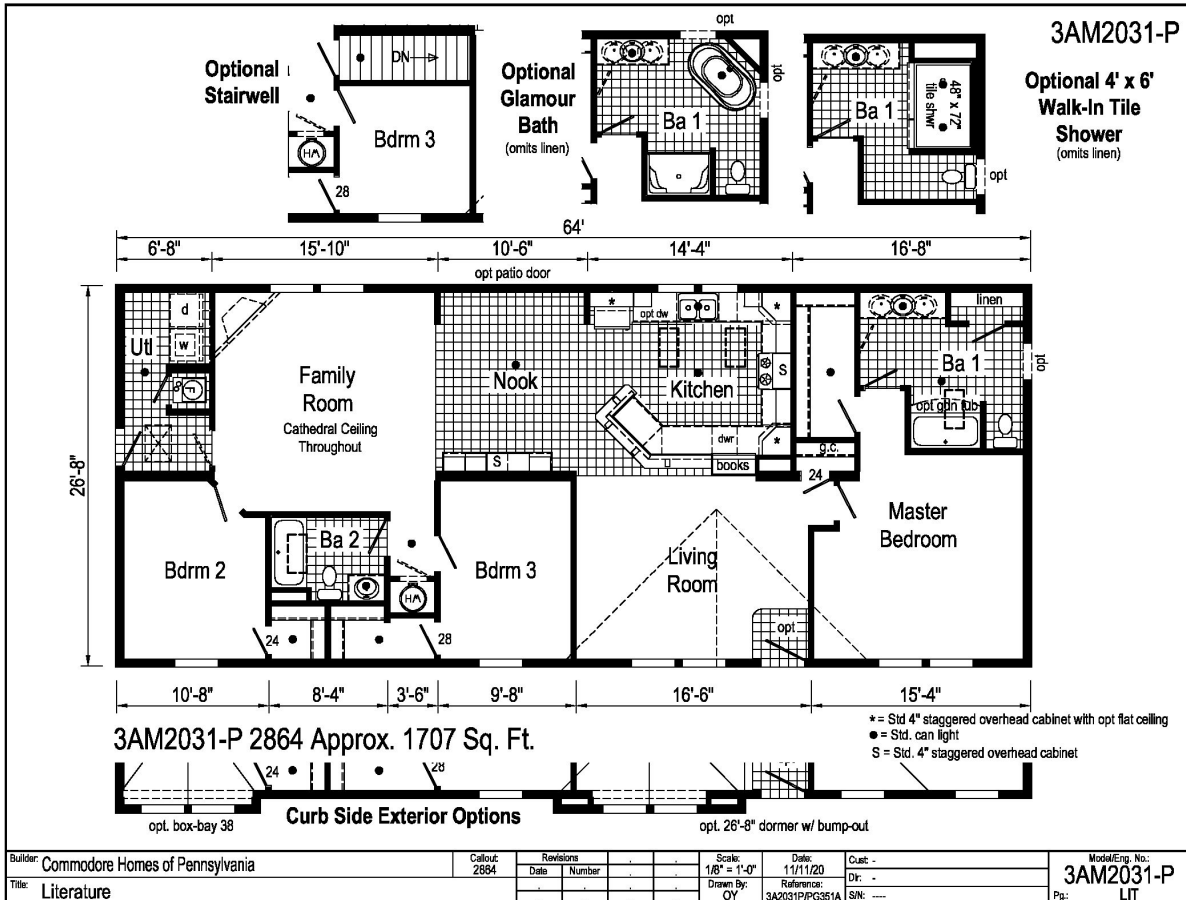 3AM2031-P
Optional
Stairwell
DN
Bdrm 3
HW
28
Optional
Glamour
Bath
(omits linen)
opt
opt
Ba 1
Ba 1
48" x 72"
tile shwr
opt
Optional 4' x 6'
Walk-In Tile
Shower
(omits linen)
64'
6'-8"
15'-10"
10'-6"
14'-4"
16'-8"
opt patio door
26'-8"
d
w
Utl
F
Family
Room
Cathedral Ceiling
Throughout
Nook
S
*
opt dw
*
Kitchen
S
dwr
*
books
g.c.
24
linen
Ba 1
opt
opt gdn tub
Master
Bedroom
Bdrm 2
Ba 2
HW
Bdrm 3
Living
Room
opt
24
28
10'-8"
8'-4"
3'-6"
9'-8"
16'-6"
15'-4"
3AM2031-P 2864 Approx. 1707 Sq. Ft.
* = Std 4" staggered overhead cabinet with opt flat ceiling
● = Std. can light
S = Std. 4" staggered overhead cabinet
24
28
opt
opt. box-bay 38
Curb Side Exterior Options
opt. 26'-8" dormer w/ bump-out
Builder: Commodore Homes of Pennsylvania
Title: Literature
Callout:
2864
Revisions
Date Number
Scale:
1/8" = 1'-0"
Drawn By:
OY
Date:
11/11/20
Reference:
3A2031P/PG351A
Cust: -
Dir: -
S/N: ----
Model/Eng. No.:
3AM2031-P
Pg.: LIT